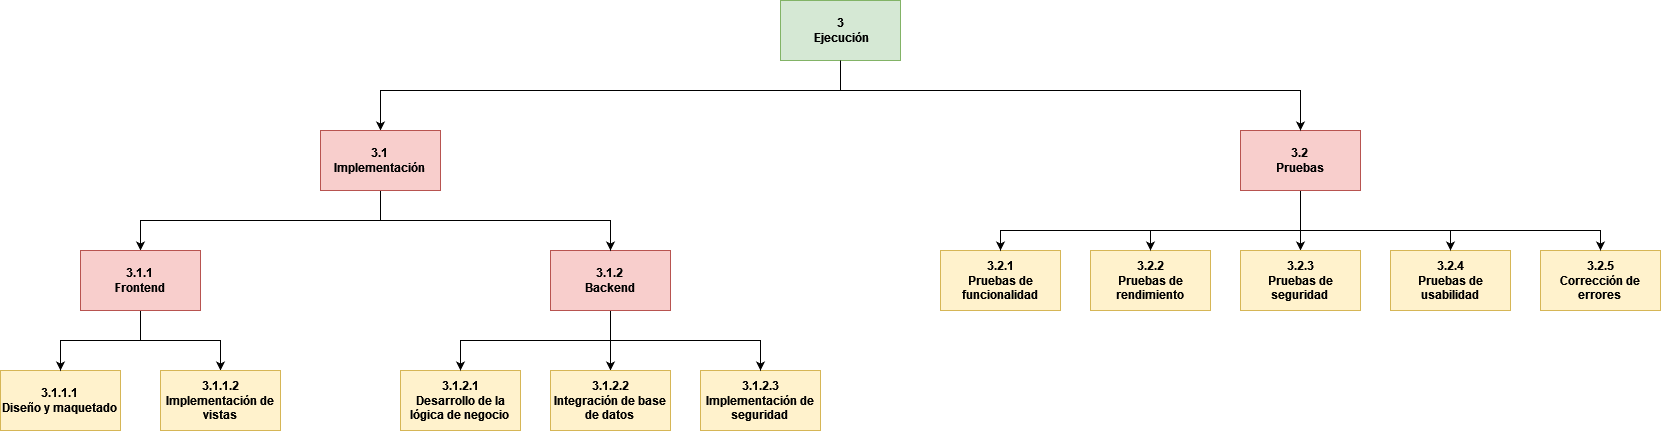 3
Ejecución
3.1
Implementación
3.2
Pruebas
3.1.1
Frontend
3.1.2
Backend
3.2.1
Pruebas de
funcionalidad
3.2.2
Pruebas de
rendimiento
3.2.3
Pruebas de
seguridad
3.2.4
Pruebas de
usabilidad
3.2.5
Corrección de
errores
3.1.1.1
Diseño y maquetado
3.1.1.2
Implementación de
vistas
3.1.2.1
Desarrollo de la
lógica de negocio
3.1.2.2
Integración de base
de datos
3.1.2.3
Implementación de
seguridad